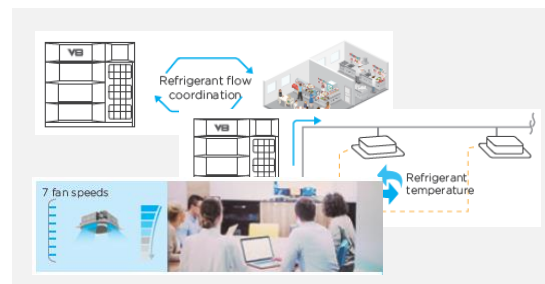 V8
Refrigerant flow
coordination
V8
Refrigerant
temperature
7 fan speeds